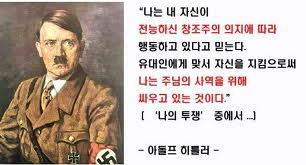 “나는 내 자신이
전능하신 창조주의 의지에 따라
행동하고 있다고 믿는다.
유대인에게 맞서 자신을 지킴으로써
나는 주님의 사역을 위해
싸우고 있는 것이다.”
[ ‘나의 투쟁’ 중에서 ...)
- 아돌프 히틀러 -